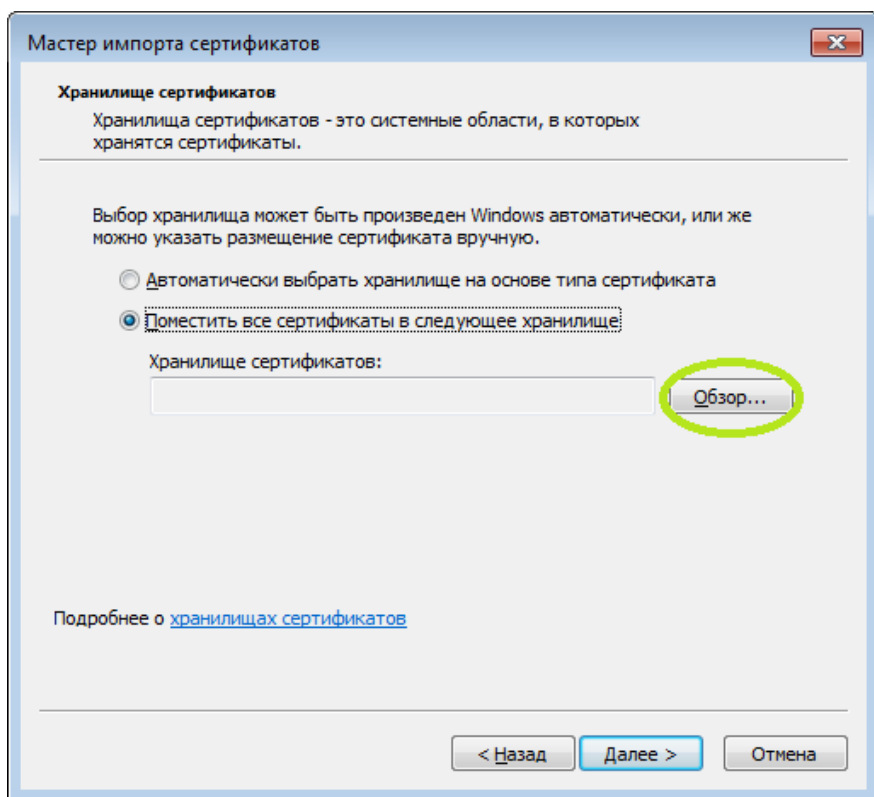 Мастер импорта сертификатов
Хранилище сертификатов
Хранилища сертификатов - это системные области, в которых
хранятся сертификаты.
Выбор хранилища может быть произведен Windows автоматически, или же
можно указать размещение сертификата вручную.
Автоматически выбрать хранилище на основе типа сертификата
Поместить все сертификаты в следующее хранилище
Хранилище сертификатов:
Обзор...
Подробнее о хранилищах сертификатов
< Назад
Далее >
Отмена